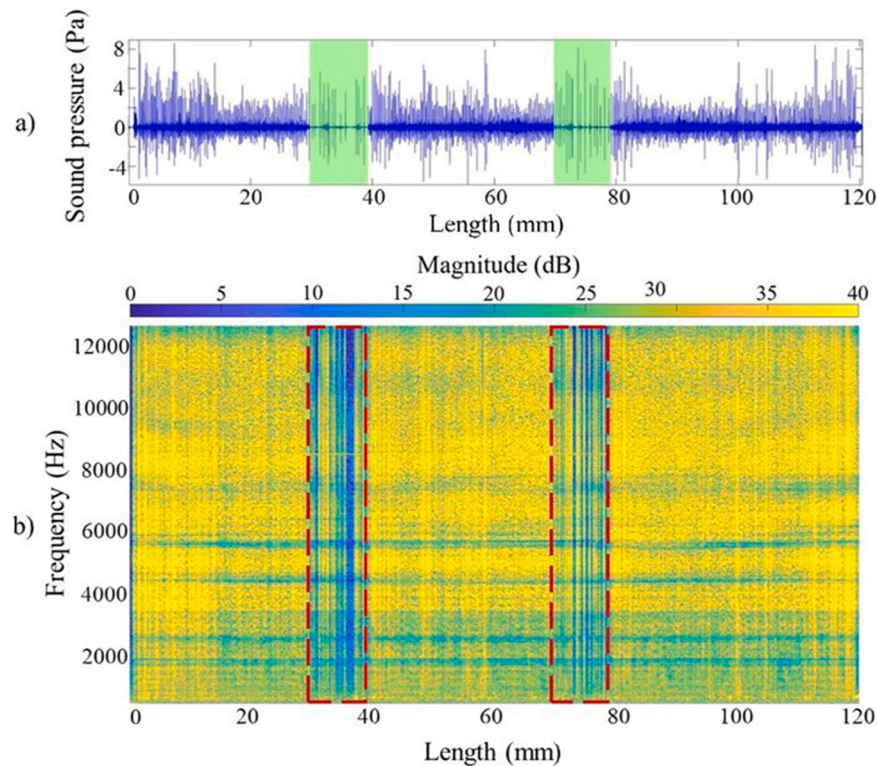 a)
Sound pressure (Pa)
8
4
0
-4
0 20 40 60 80 100 120
Length (mm)
Magnitude (dB)
0 5 10 15 20 25 30 35 40
b)
Frequency (Hz)
12000
10000
8000
6000
4000
2000
0 20 40 60 80 100 120
Length (mm)